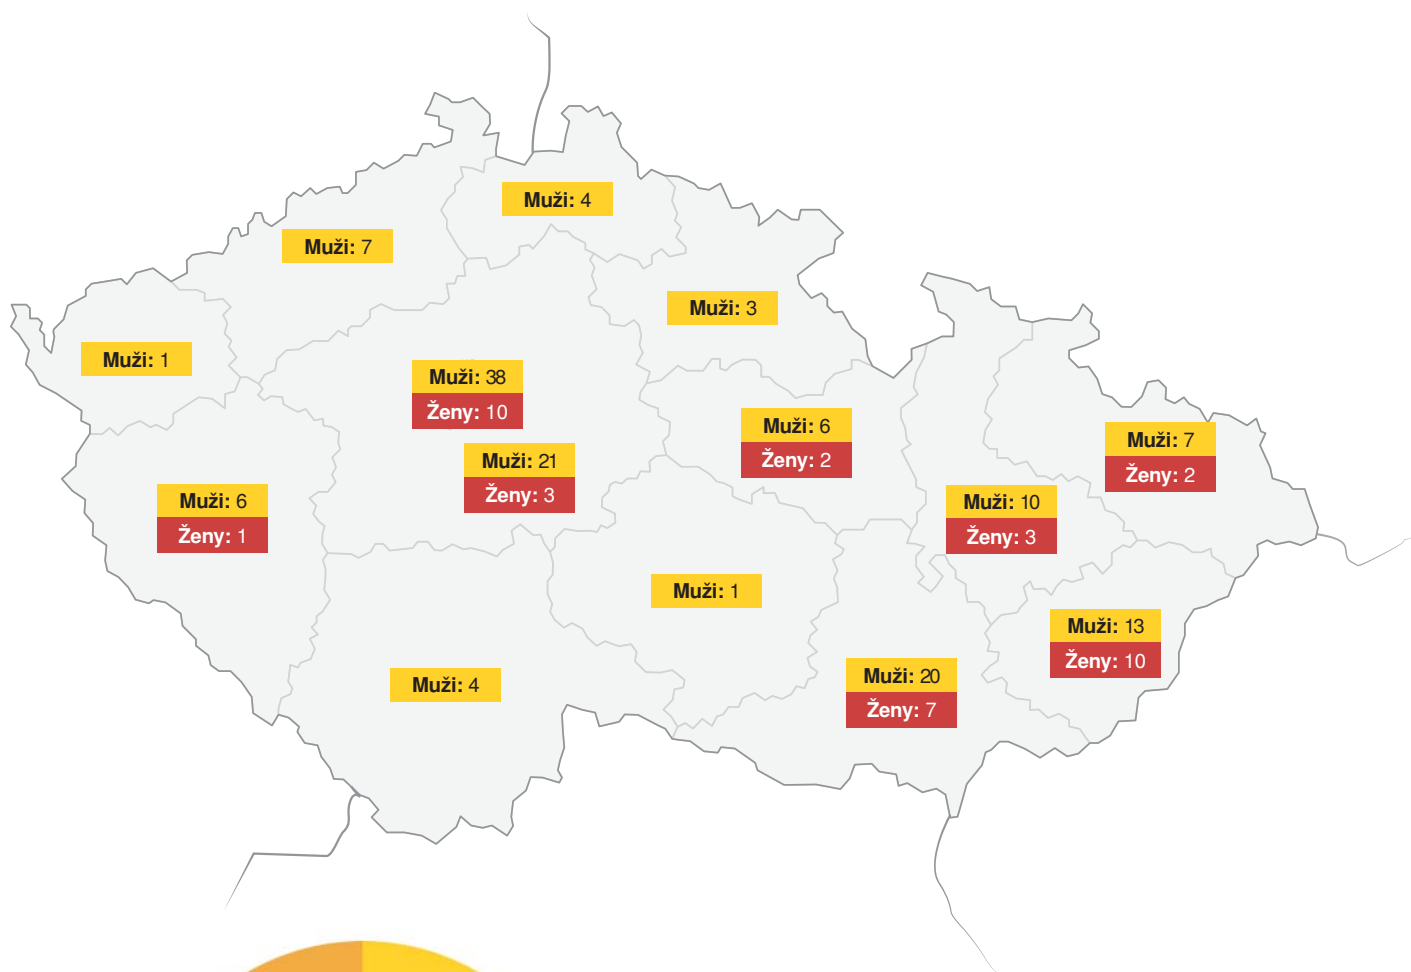 Muži: 4
Muži: 7
Muži: 3
Muži: 1
Muži: 38
Ženy: 10
Muži: 6
Ženy: 2
Muži: 7
Ženy: 2
Muži: 21
Ženy: 3
Muži: 6
Ženy: 1
Muži: 10
Ženy: 3
Muži: 1
Muži: 13
Ženy: 10
Muži: 4
Muži: 20
Ženy: 7